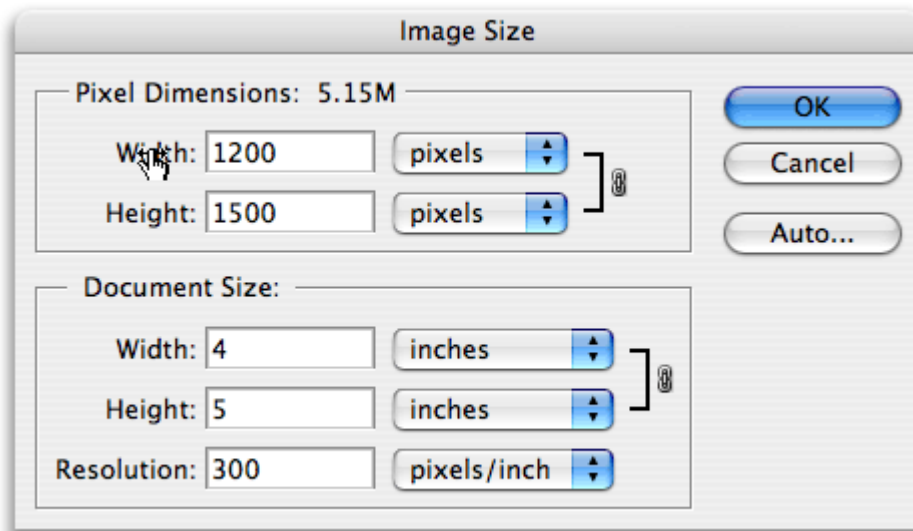 Image Size
Pixel Dimensions: 5.15M
Width: 1200 pixels
Height: 1500 pixels
OK
Cancel
Auto...
Document Size:
Width: 4 inches
Height: 5 inches
Resolution: 300 pixels/inch